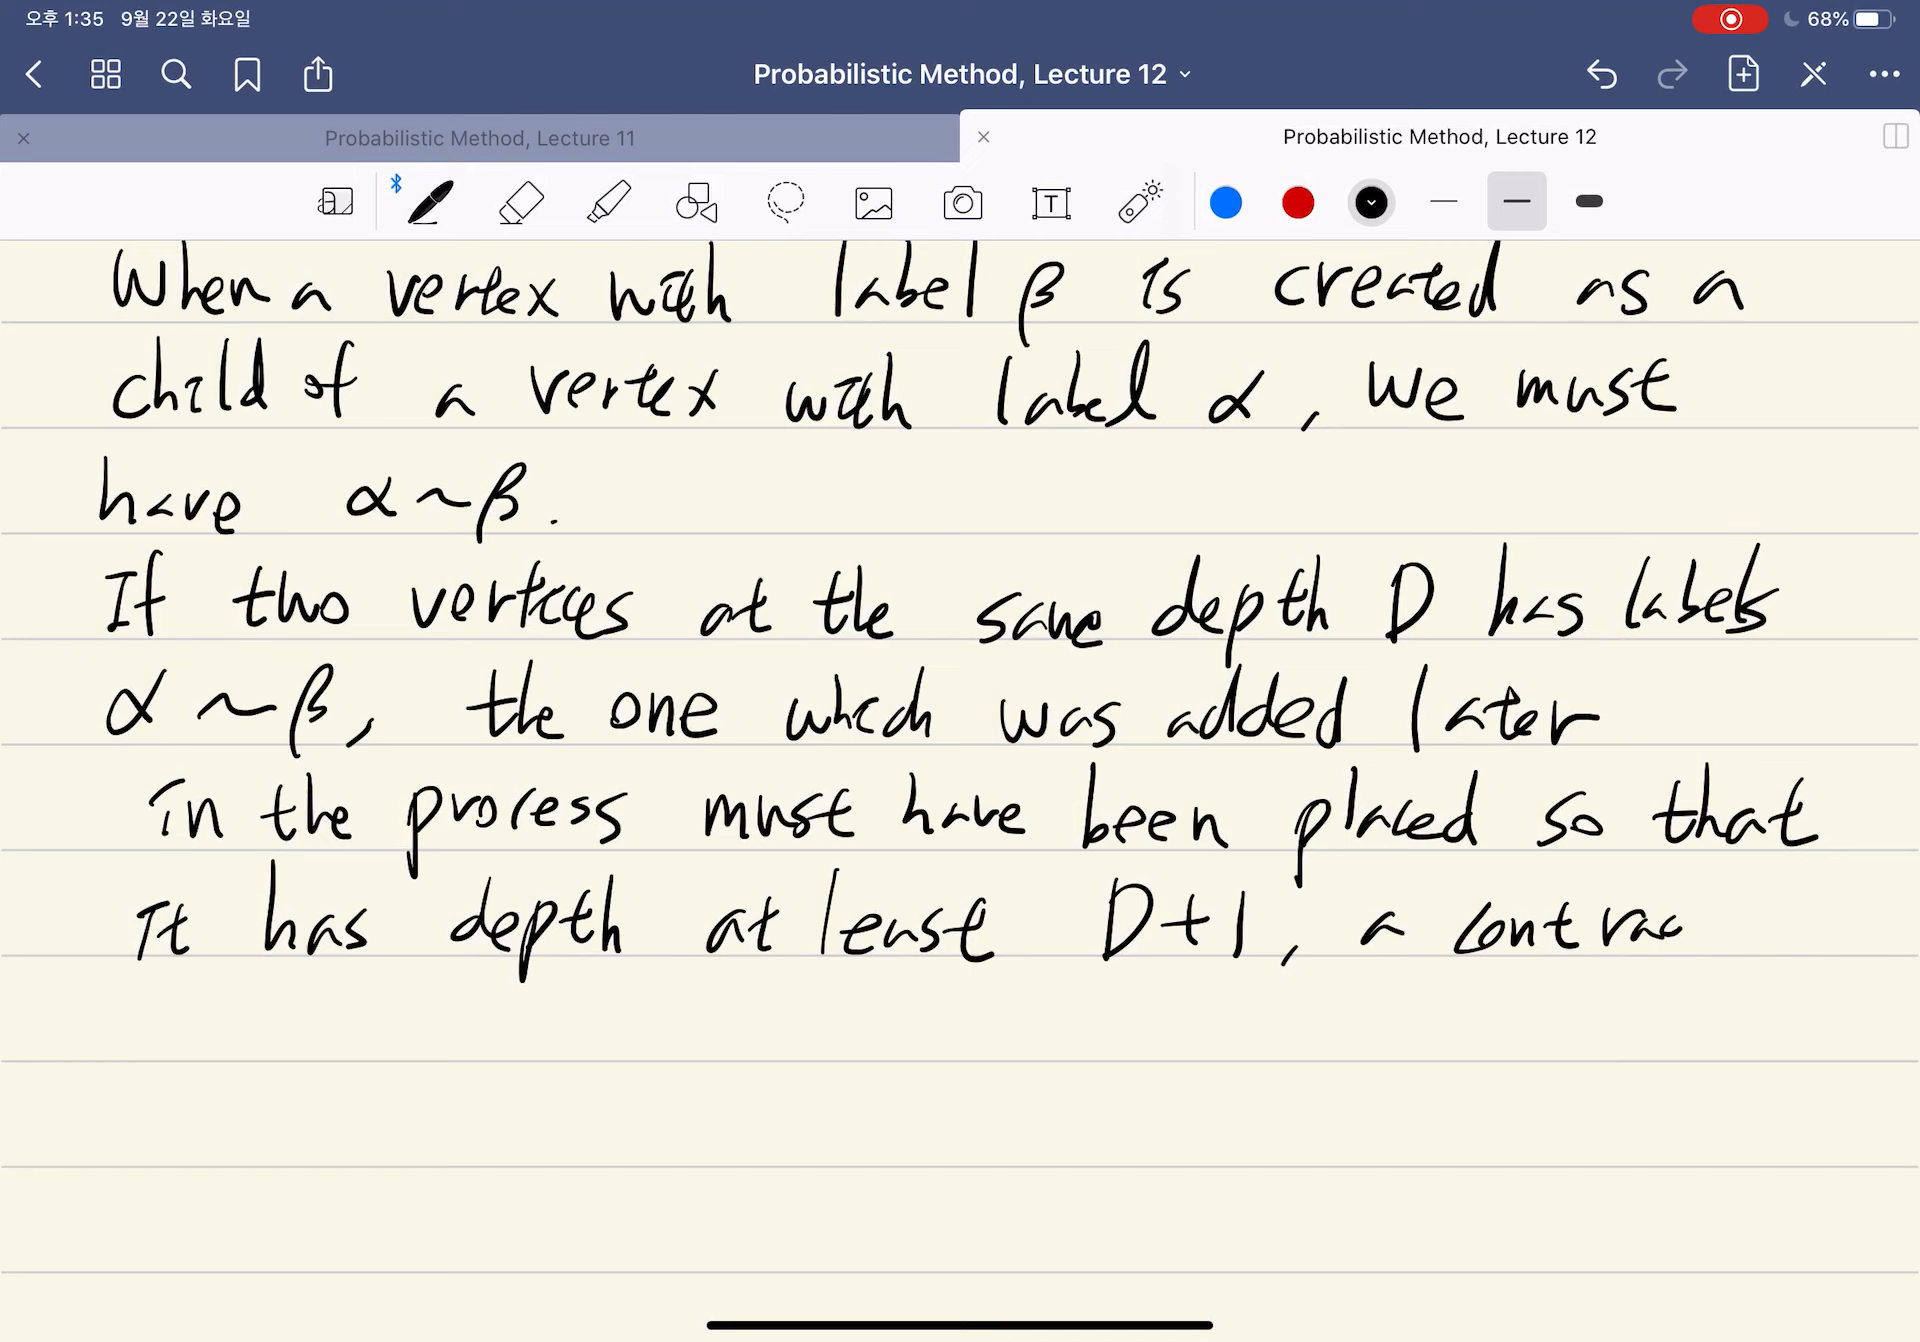 오후 1:35 9월 22일 화요일 68%
Probabilistic Method, Lecture 12
Probabilistic Method, Lecture 11 Probabilistic Method, Lecture 12
When a vertex with label β is created as a
child of a vertex with label α, we must
have α ~ β.
If two vertices at the same depth D has labels
α ~ β, the one which was added later
in the process must have been placed so that
it has depth at least D+1, a contrac